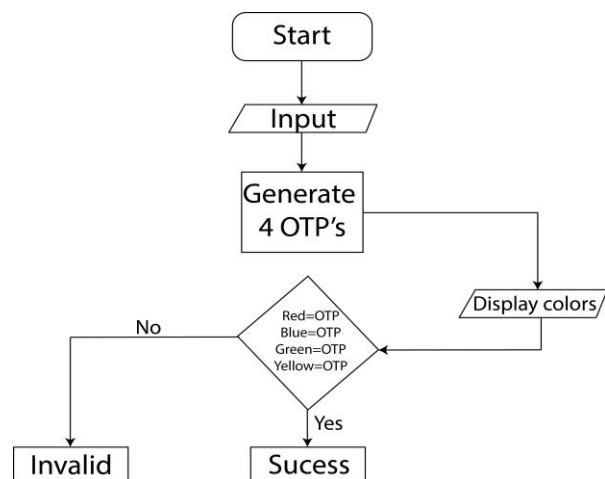 Start
Input
Generate
4 OTP's
Display colors
Red=OTP
Blue=OTP
Green=OTP
Yellow=OTP
No
Yes
Invalid
Sucess